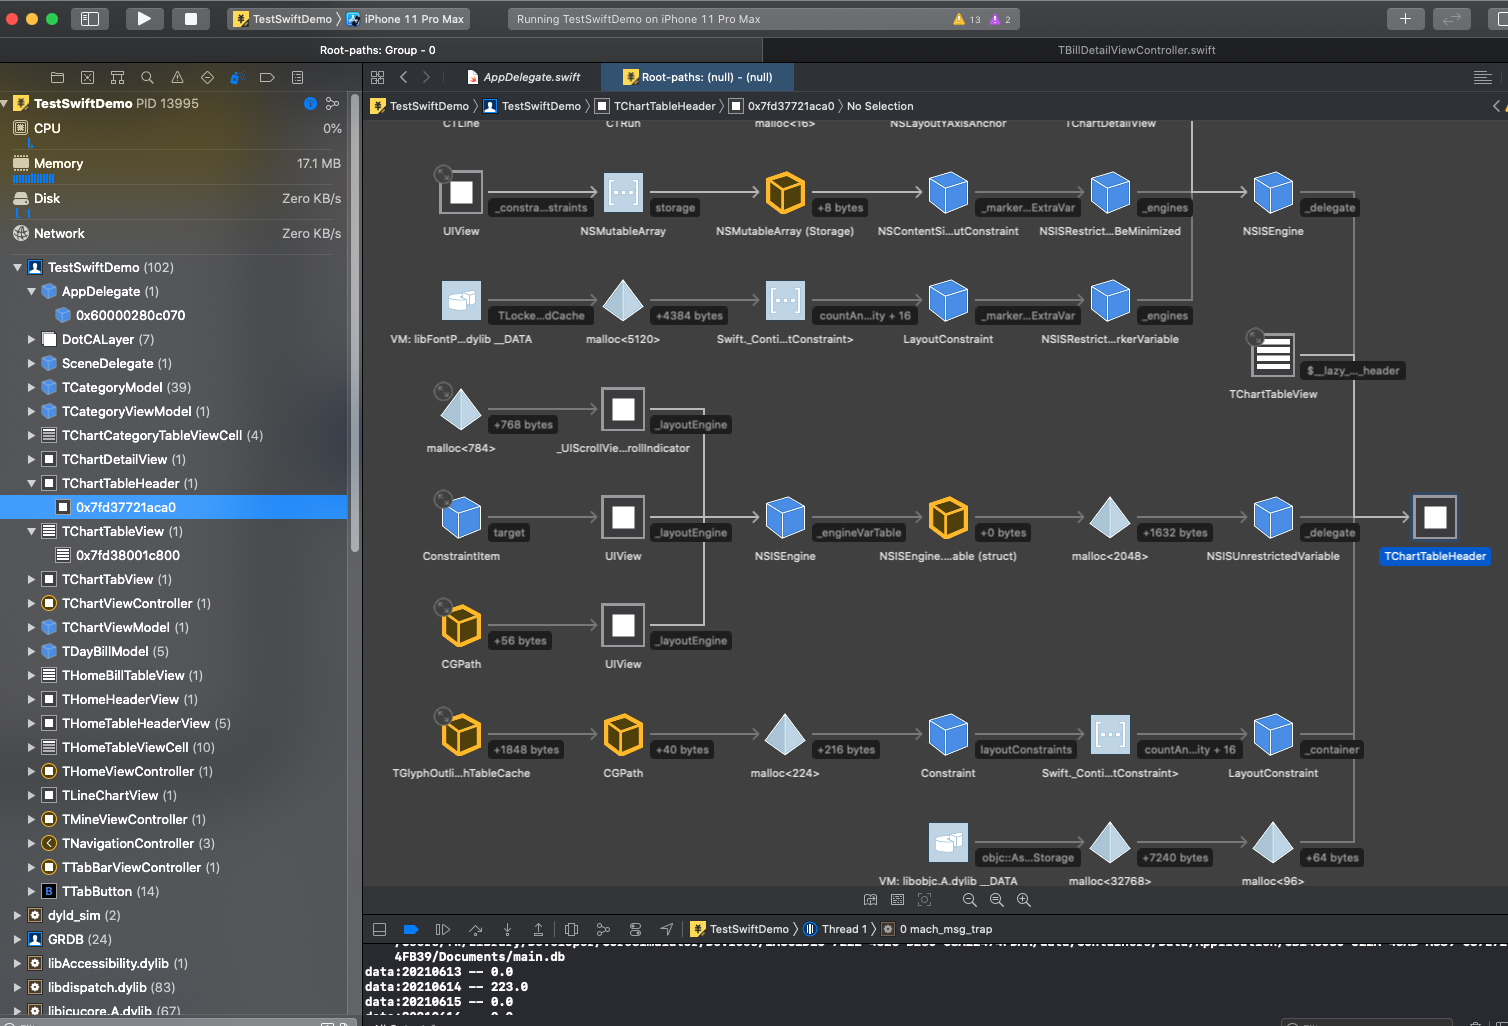 TestSwiftDemo
iPhone 11 Pro Max
Running TestSwiftDemo on iPhone 11 Pro Max
13
2
Root-paths: Group - 0
TBillDetailViewController.swift
AppDelegate.swift
Root-paths: (null) - (null)
TestSwiftDemo
TestSwiftDemo
TChartTableHeader
0x7fd37721aca0
No Selection
TestSwiftDemo PID 13995
CPU 0%
Memory 17.1 MB
Disk Zero KB/s
Network Zero KB/s
TestSwiftDemo (102)
AppDelegate (1)
0x60000280c070
DotCALayer (7)
SceneDelegate (1)
TCategoryModel (39)
TCategoryViewModel (1)
TChartCategoryTableViewCell (4)
TChartDetailView (1)
TChartTableHeader (1)
0x7fd37721aca0
TChartTableView (1)
0x7fd38001c800
TChartTabView (1)
TChartViewController (1)
TChartViewModel (1)
TDayBillModel (5)
THomeBillTableView (1)
THomeHeaderView (1)
THomeTableHeaderView (5)
THomeTableViewCell (10)
THomeViewController (1)
TLineChartView (1)
TMineViewController (1)
TNavigationController (3)
TTabBarViewController (1)
TTabButton (14)
dyld_sim (2)
GRDB (24)
libAccessibility.dylib (1)
libdispatch.dylib (83)
libicucore.A.dylib (67)
CTLine
CTRun
malloc<16>
NSLayoutYAxisAnchor
TChartDetailView
_constra...straints
storage
+8 bytes
_marker...ExtraVar
_engines
_delegate
UIView
NSMutableArray
NSMutableArray (Storage)
NSContentSi...utConstraint
NSISRestrict...BeMinimized
NSISEngine
TLocke...dCache
+4384 bytes
countAn...ity + 16
_marker...ExtraVar
_engines
VM: libFontP...dylib __DATA
malloc<5120>
Swift._Conti...tConstraint>
LayoutConstraint
NSISRestrict...rkerVariable
$__lazy_..._header
TChartTableView
+768 bytes
_layoutEngine
malloc<784>
_UIScrollVie...rollIndicator
target
_layoutEngine
_engineVarTable
+0 bytes
+1632 bytes
_delegate
ConstraintItem
UIView
NSISEngine
NSISEngine....able (struct)
malloc<2048>
NSISUnrestrictedVariable
TChartTableHeader
+56 bytes
_layoutEngine
CGPath
UIView
+1848 bytes
+40 bytes
+216 bytes
layoutConstraints
countAn...ity + 16
_container
TGlyphOutli...hTableCache
CGPath
malloc<224>
Constraint
Swift._Conti...tConstraint>
LayoutConstraint
objc::As...Storage
+7240 bytes
+64 bytes
VM: libobjc.A.dylib __DATA
malloc<32768>
malloc<96>
TestSwiftDemo
Thread 1
0 mach_msg_trap
4FB39/Documents/main.db
data:20210613 -- 0.0
data:20210614 -- 223.0
data:20210615 -- 0.0